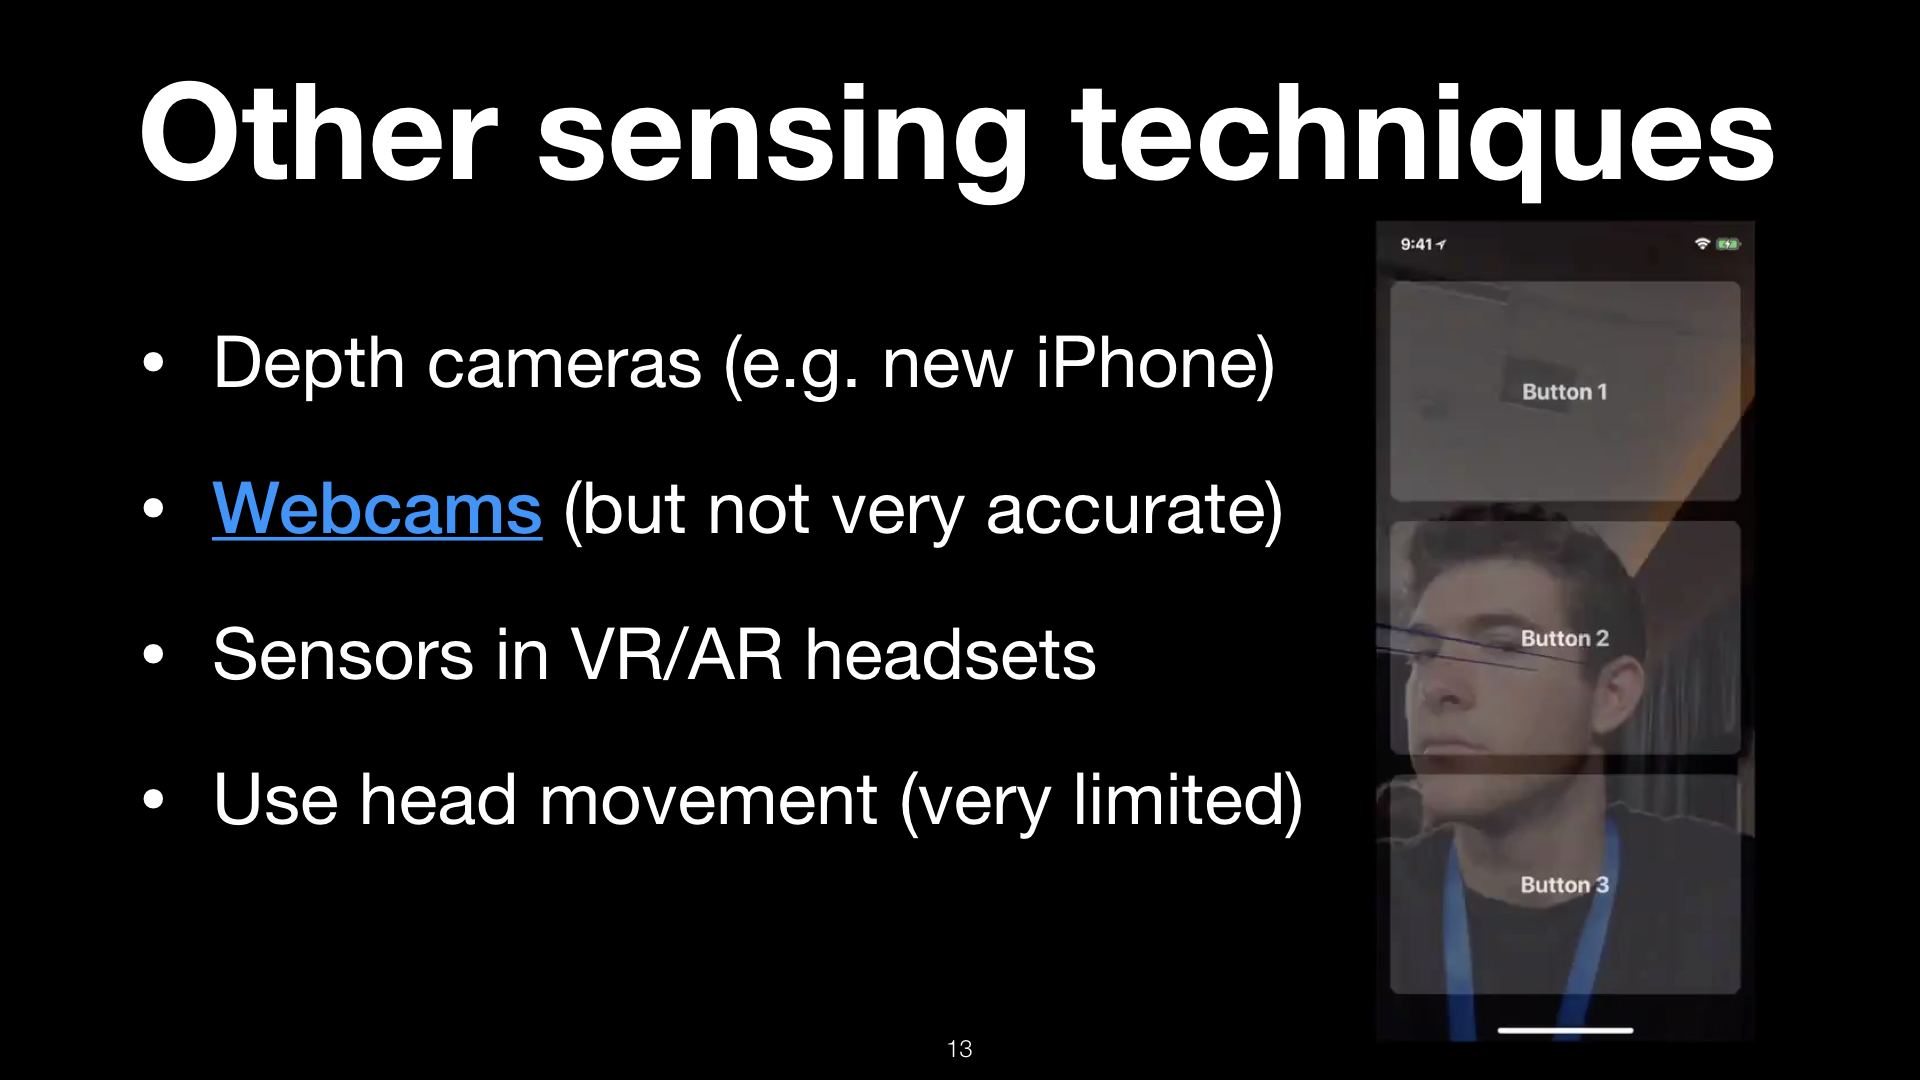 Other sensing techniques
• Depth cameras (e.g. new iPhone)
• Webcams (but not very accurate)
• Sensors in VR/AR headsets
• Use head movement (very limited)
9:41
Button 1
Button 2
Button 3
13